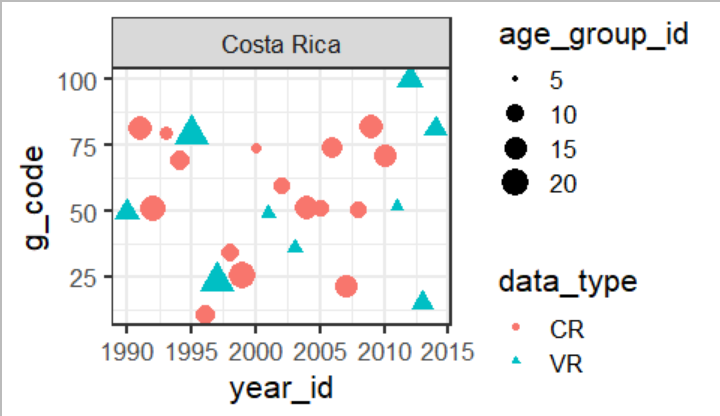 Costa Rica
g_code
100
75
50
25
1990 1995 2000 2005 2010 2015
year_id
age_group_id
5
10
15
20
data_type
CR
VR